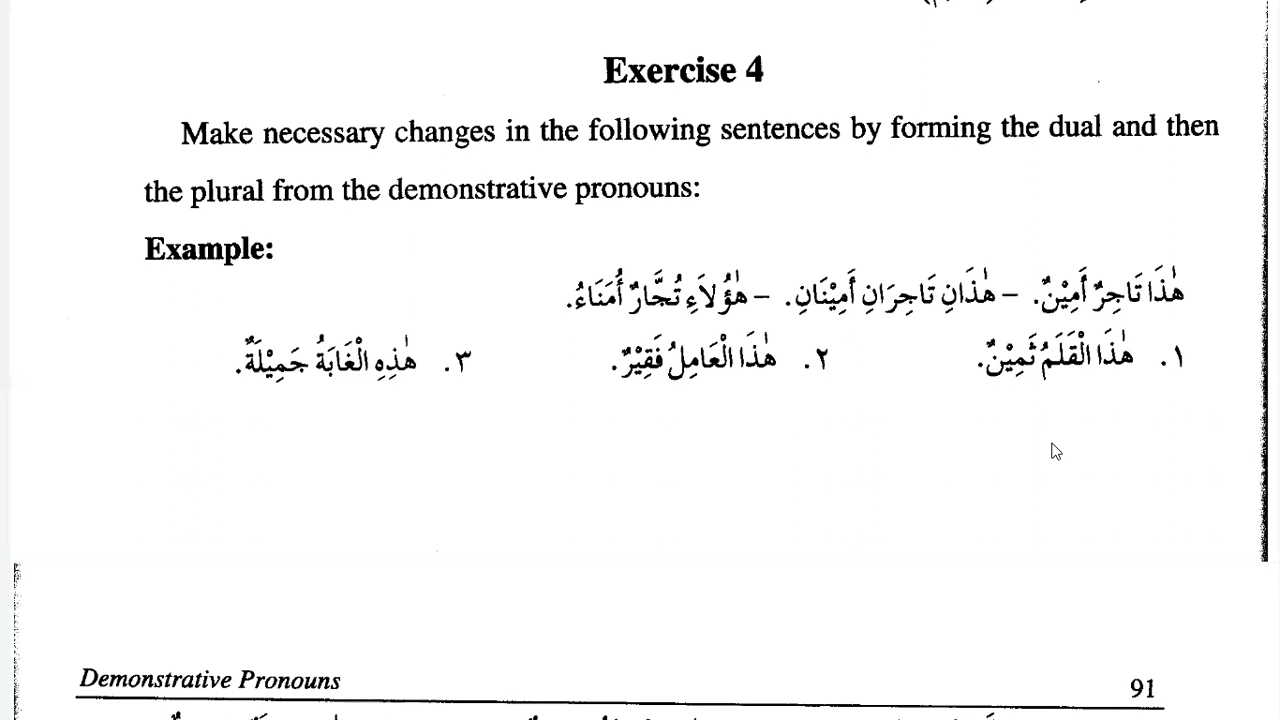 Exercise 4
Make necessary changes in the following sentences by forming the dual and then
the plural from the demonstrative pronouns:
Example:
هٰذَا تَاجِرٌ أَمِيْنٌ. – هٰذَانِ تَاجِرَانِ أَمِيْنَانِ. – هٰؤُلاَءِ تُجَّارٌ أُمَنَاءُ.
١. هٰذَا الْقَلَمُ ثَمِيْنٌ. ٢. هٰذَا الْعَامِلُ فَقِيْرٌ. ٣. هٰذِهِ الْغَابَةُ جَمِيْلَةٌ.
Demonstrative Pronouns 91